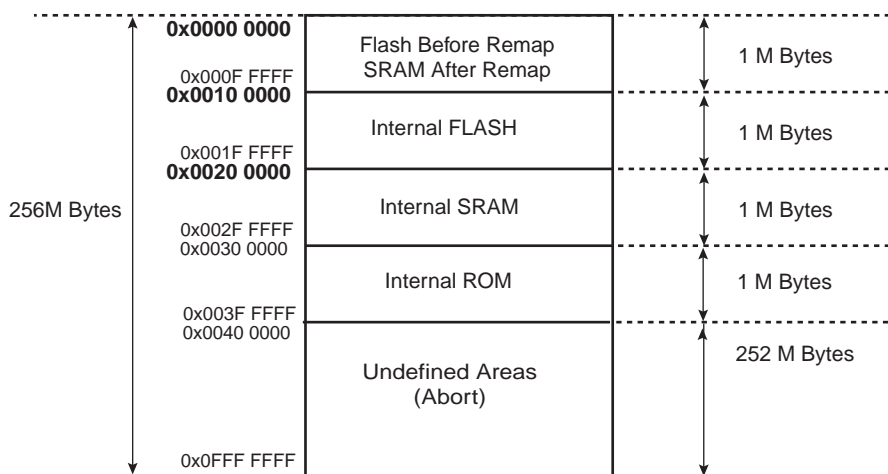 0x0000 0000
Flash Before Remap
SRAM After Remap
1 M Bytes
0x000F FFFF
0x0010 0000
Internal FLASH
1 M Bytes
0x001F FFFF
0x0020 0000
256M Bytes
Internal SRAM
1 M Bytes
0x002F FFFF
0x0030 0000
Internal ROM
1 M Bytes
0x003F FFFF
0x0040 0000
252 M Bytes
Undefined Areas
(Abort)
0x0FFF FFFF